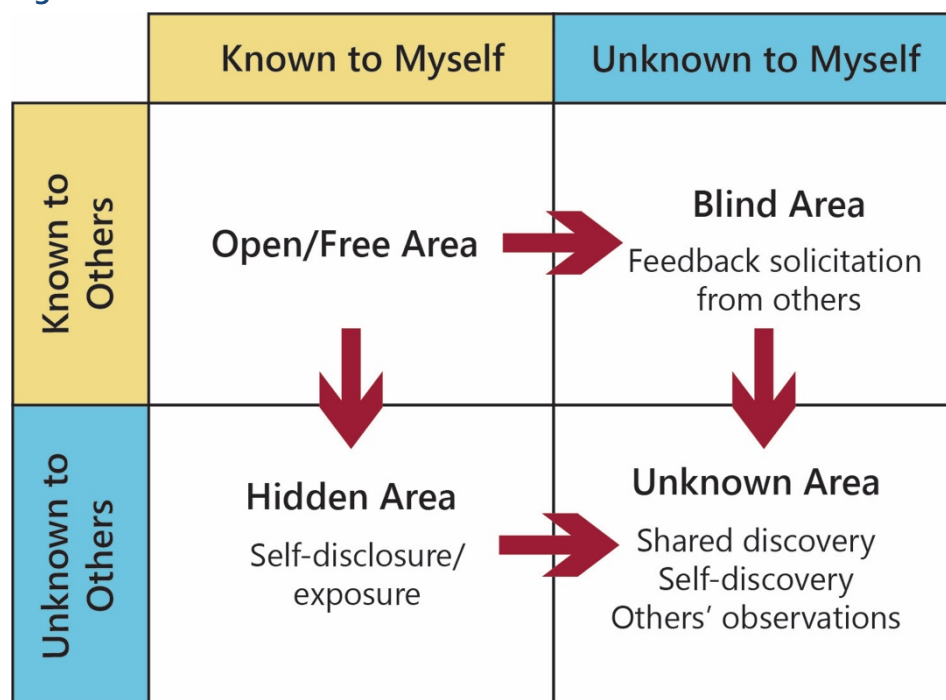 Known to Myself
Unknown to Myself
Known to
Others
Open/Free Area
Blind Area
Feedback solicitation
from others
Unknown to
Others
Hidden Area
Self-disclosure/
exposure
Unknown Area
Shared discovery
Self-discovery
Others’ observations